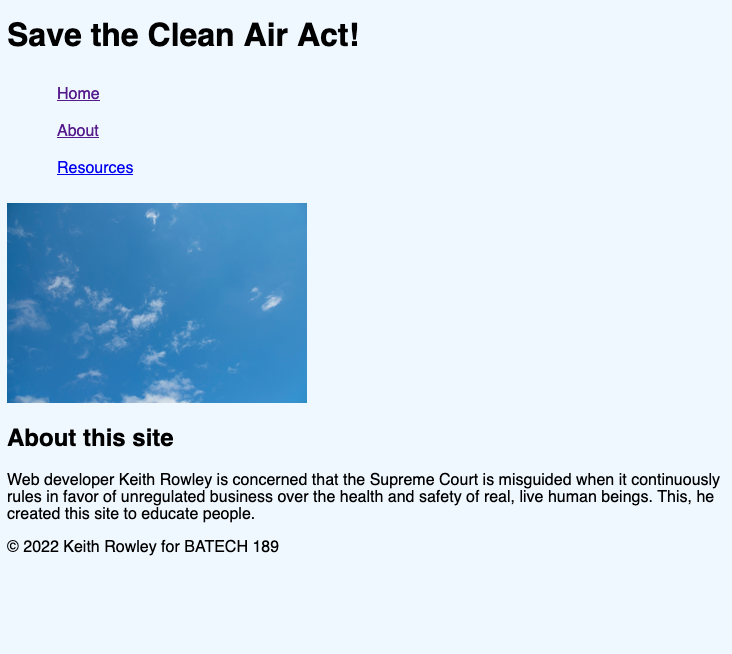 Save the Clean Air Act!
Home
About
Resources
About this site
Web developer Keith Rowley is concerned that the Supreme Court is misguided when it continuously
rules in favor of unregulated business over the health and safety of real, live human beings. This, he
created this site to educate people.
© 2022 Keith Rowley for BATECH 189